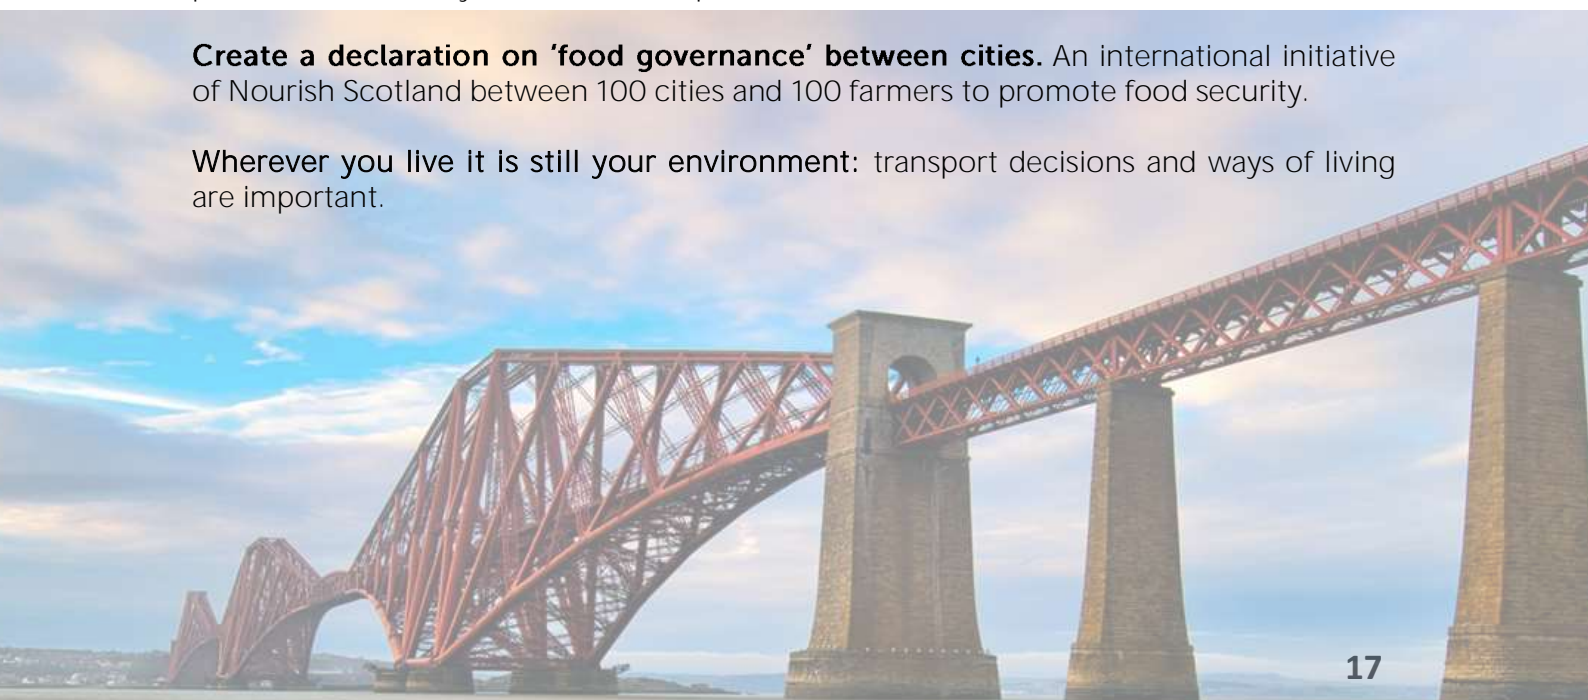 Create a declaration on 'food governance' between cities. An international initiative
of Nourish Scotland between 100 cities and 100 farmers to promote food security.
Wherever you live it is still your environment: transport decisions and ways of living
are important.
17